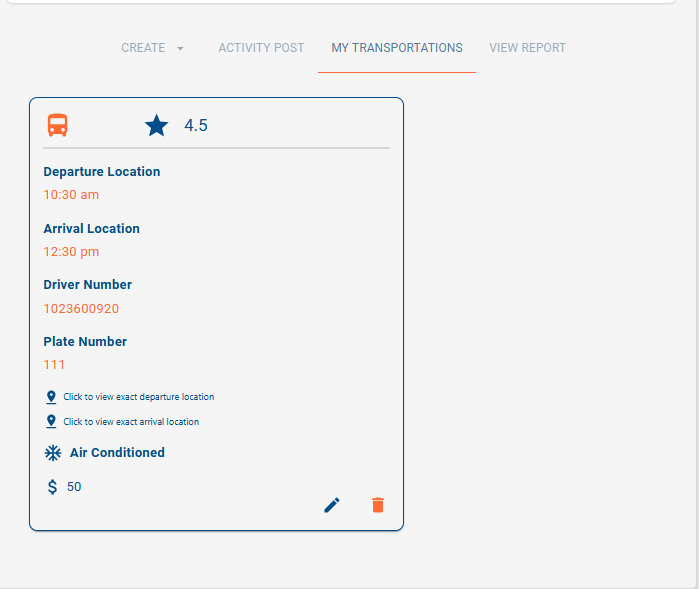 CREATE ACTIVITY POST MY TRANSPORTATIONS VIEW REPORT
4.5
Departure Location
10:30 am
Arrival Location
12:30 pm
Driver Number
1023600920
Plate Number
111
Click to view exact departure location
Click to view exact arrival location
Air Conditioned
$ 50